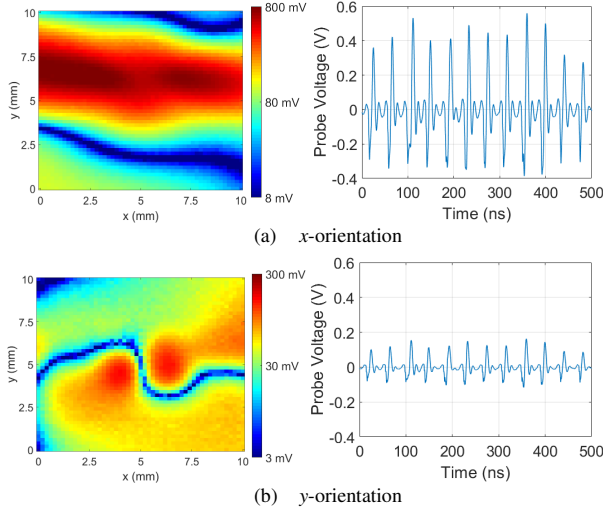 800 mV
80 mV
8 mV
10
7.5
5
2.5
0
y (mm)
0 2.5 5 7.5 10
x (mm)
0.6
0.4
0.2
0
-0.2
-0.4
Probe Voltage (V)
0 100 200 300 400 500
Time (ns)
(a) x-orientation
300 mV
30 mV
3 mV
10
7.5
5
2.5
0
y (mm)
0 2.5 5 7.5 10
x (mm)
0.6
0.4
0.2
0
-0.2
-0.4
Probe Voltage (V)
0 100 200 300 400 500
Time (ns)
(b) y-orientation